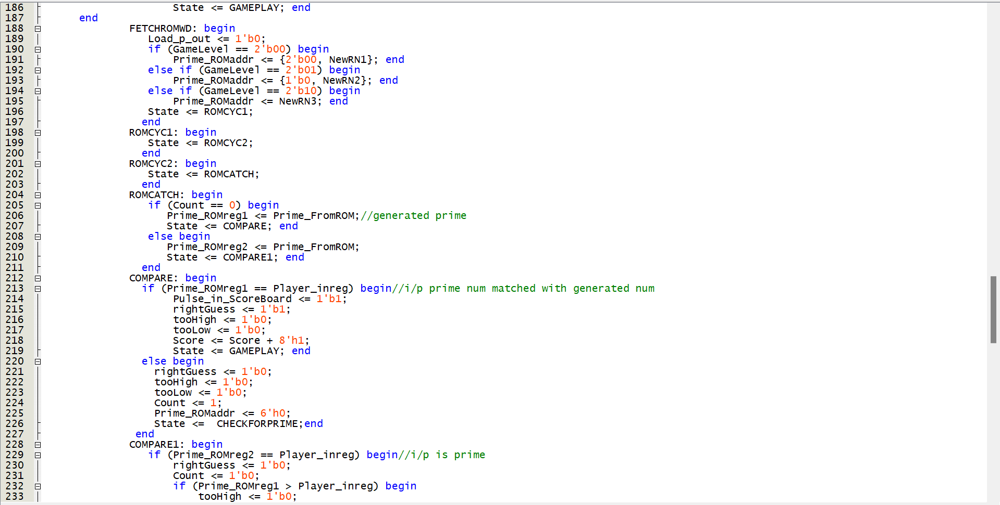 186 State <= GAMEPLAY; end
187 end
188 FETCHROMWD: begin
189 Load_p_out <= 1'b0;
190 if (GameLevel == 2'b00) begin
191 Prime_ROMaddr <= {2'b00, NewRN1}; end
192 else if (GameLevel == 2'b01) begin
193 Prime_ROMaddr <= {1'b0, NewRN2}; end
194 else if (GameLevel == 2'b10) begin
195 Prime_ROMaddr <= NewRN3; end
196 State <= ROMCYC1;
197 end
198 ROMCYC1: begin
199 State <= ROMCYC2;
200 end
201 ROMCYC2: begin
202 State <= ROMCATCH;
203 end
204 ROMCATCH: begin
205 if (Count == 0) begin
206 Prime_ROMreg1 <= Prime_FromROM;//generated prime
207 State <= COMPARE; end
208 else begin
209 Prime_ROMreg2 <= Prime_FromROM;
210 State <= COMPARE1; end
211 end
212 COMPARE: begin
213 if (Prime_ROMreg1 == Player_inreg) begin//i/p prime num matched with generated num
214 Pulse_in_ScoreBoard <= 1'b1;
215 rightGuess <= 1'b1;
216 tooHigh <= 1'b0;
217 tooLow <= 1'b0;
218 Score <= Score + 8'h1;
219 State <= GAMEPLAY; end
220 else begin
221 rightGuess <= 1'b0;
222 tooHigh <= 1'b0;
223 tooLow <= 1'b0;
224 Count <= 1;
225 Prime_ROMaddr <= 6'h0;
226 State <=  CHECKFORPRIME;end
227 end
228 COMPARE1: begin
229 if (Prime_ROMreg2 == Player_inreg) begin//i/p is prime
230 rightGuess <= 1'b0;
231 Count <= 1'b0;
232 if (Prime_ROMreg1 > Player_inreg) begin
233 tooHigh <= 1'b0;